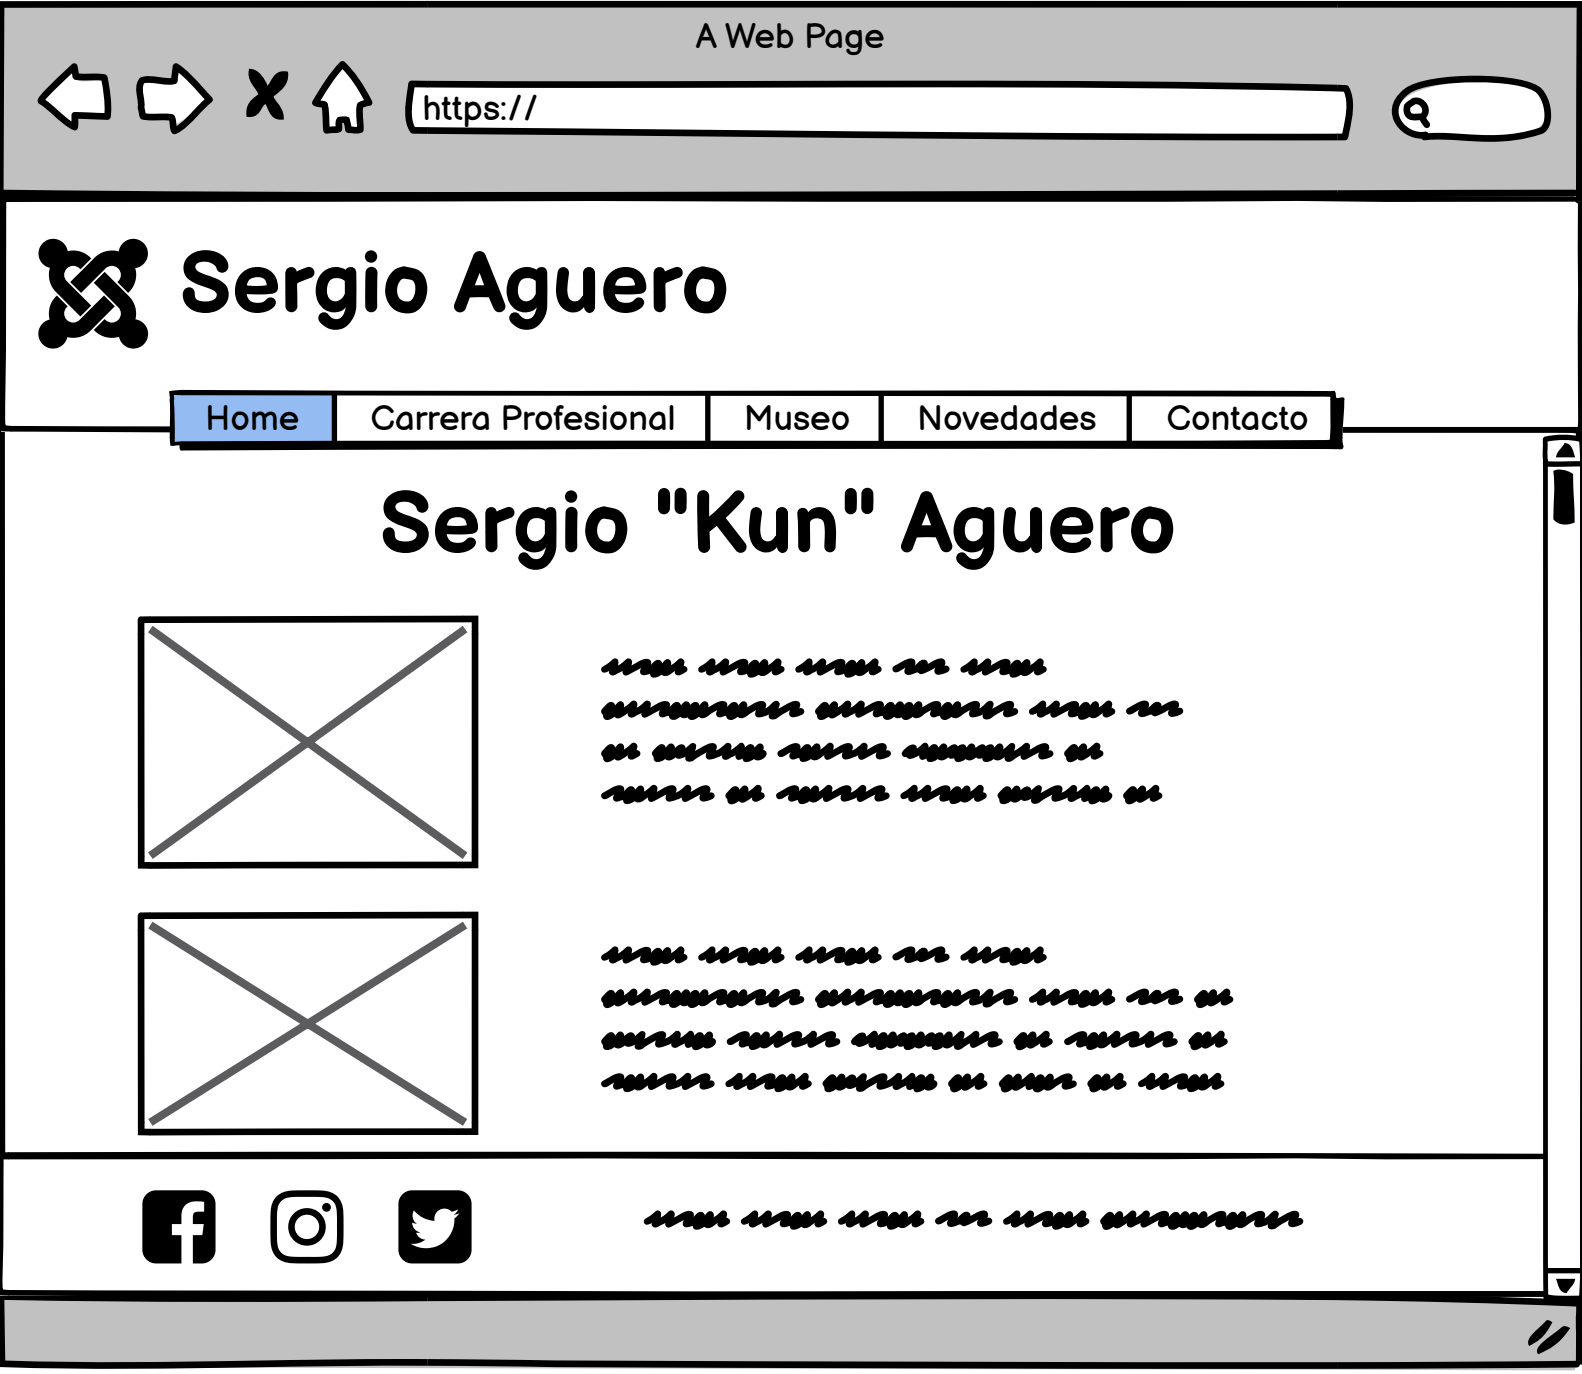 A Web Page
https://
Sergio Aguero
Home Carrera Profesional Museo Novedades Contacto
Sergio "Kun" Aguero